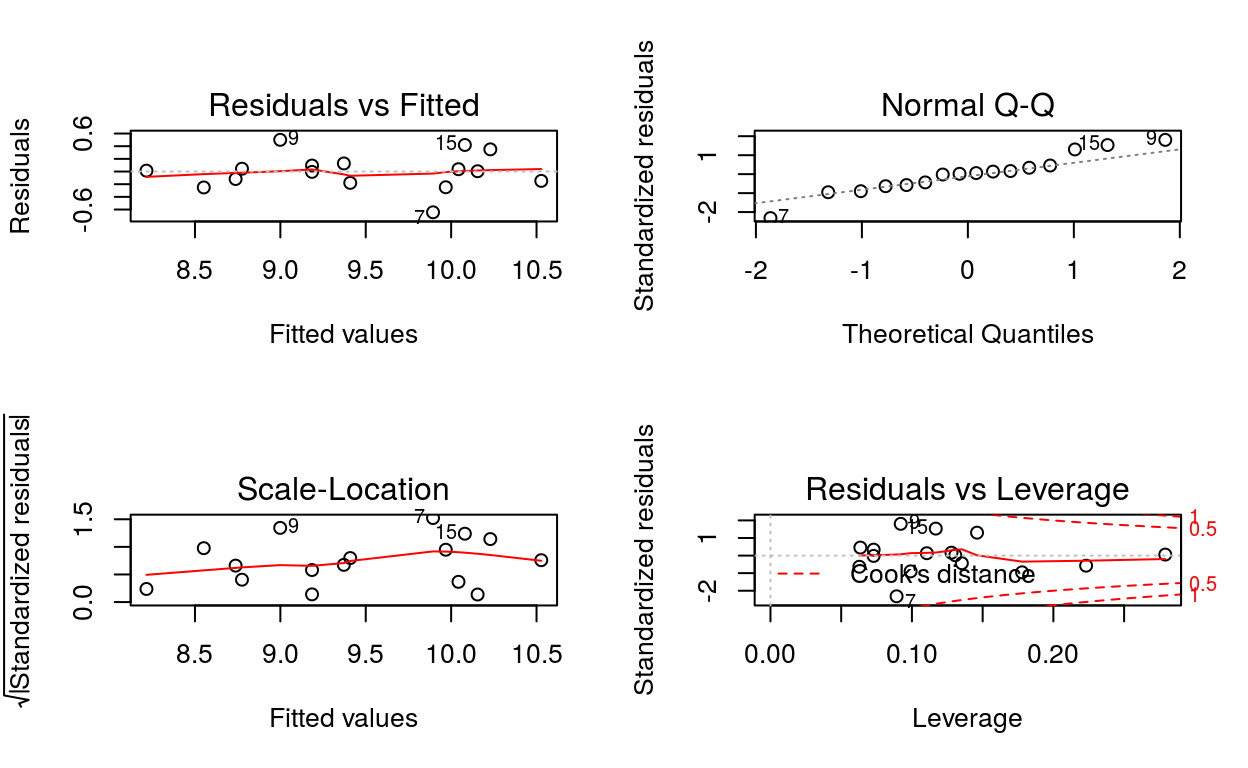 Residuals vs Fitted
Residuals
0.6
-0.6
9
15
7
8.5 9.0 9.5 10.0 10.5
Fitted values
Normal Q-Q
Standardized residuals
1
-2
15
9
7
-2 -1 0 1 2
Theoretical Quantiles
Scale-Location
√|Standardized residuals|
1.5
0.0
7
9
15
8.5 9.0 9.5 10.0 10.5
Fitted values
Residuals vs Leverage
Standardized residuals
1
-2
9
15
7
Cook's distance
1
0.5
0.5
1
0.00 0.10 0.20
Leverage